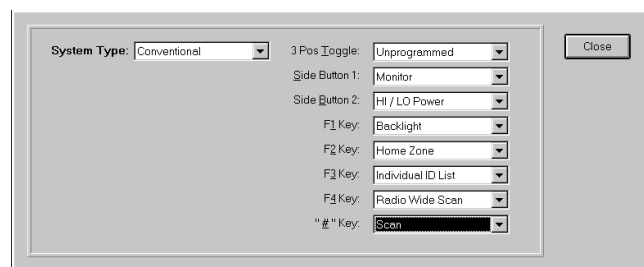 System Type: Conventional
3 Pos Toggle: Unprogrammed
Close
Side Button 1: Monitor
Side Button 2: HI / LO Power
F1 Key: Backlight
F2 Key: Home Zone
F3 Key: Individual ID List
F4 Key: Radio Wide Scan
"#" Key: Scan